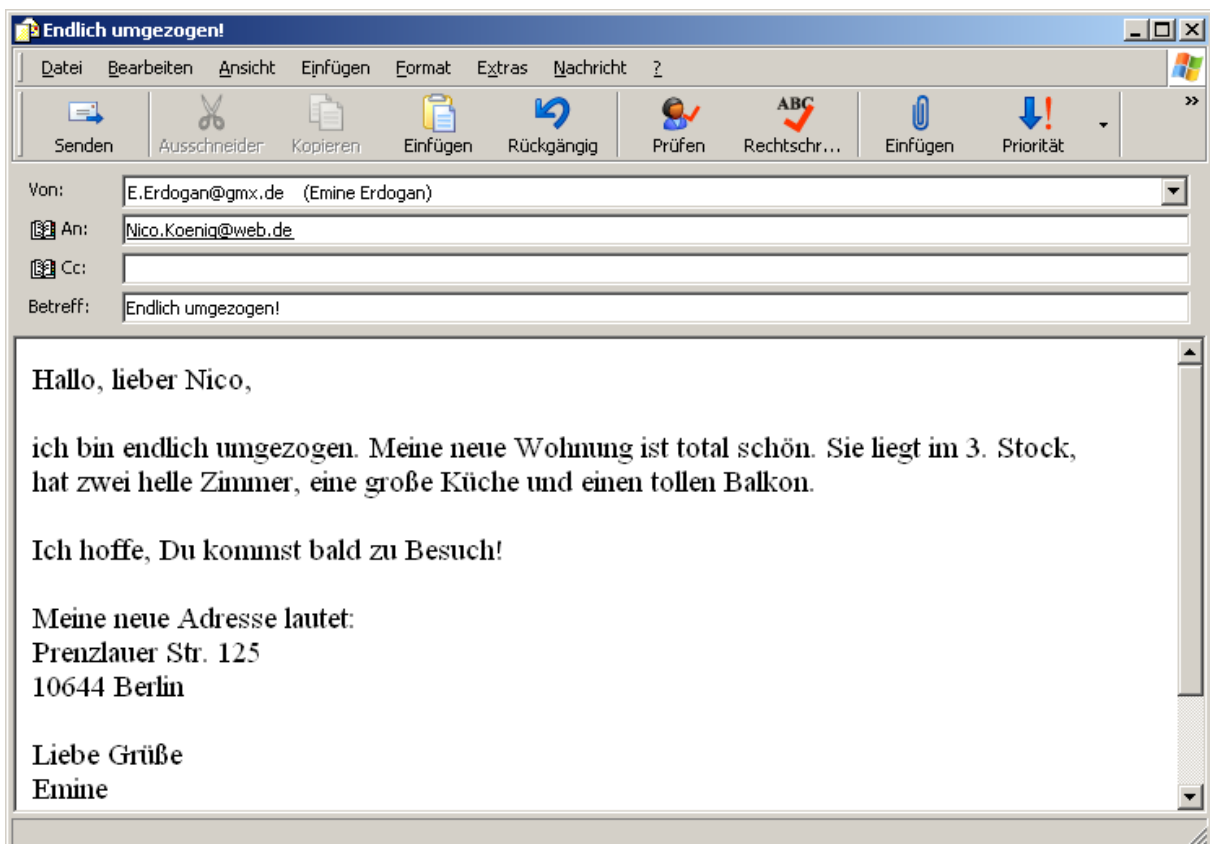 Endlich umgezogen!
Datei Bearbeiten Ansicht Einfügen Format Extras Nachricht ?
ABC
Senden Ausschneider Kopieren Einfügen Rückgängig Prüfen Rechtschr... Einfügen Priorität
Von: E.Erdogan@gmx.de (Emine Erdogan)
An: Nico.Koenig@web.de
Cc:
Betreff: Endlich umgezogen!
Hallo, lieber Nico,
ich bin endlich umgezogen. Meine neue Wohnung ist total schön. Sie liegt im 3. Stock,
hat zwei helle Zimmer, eine große Küche und einen tollen Balkon.
Ich hoffe, Du kommst bald zu Besuch!
Meine neue Adresse lautet:
Prenzlauer Str. 125
10644 Berlin
Liebe Grüße
Emine